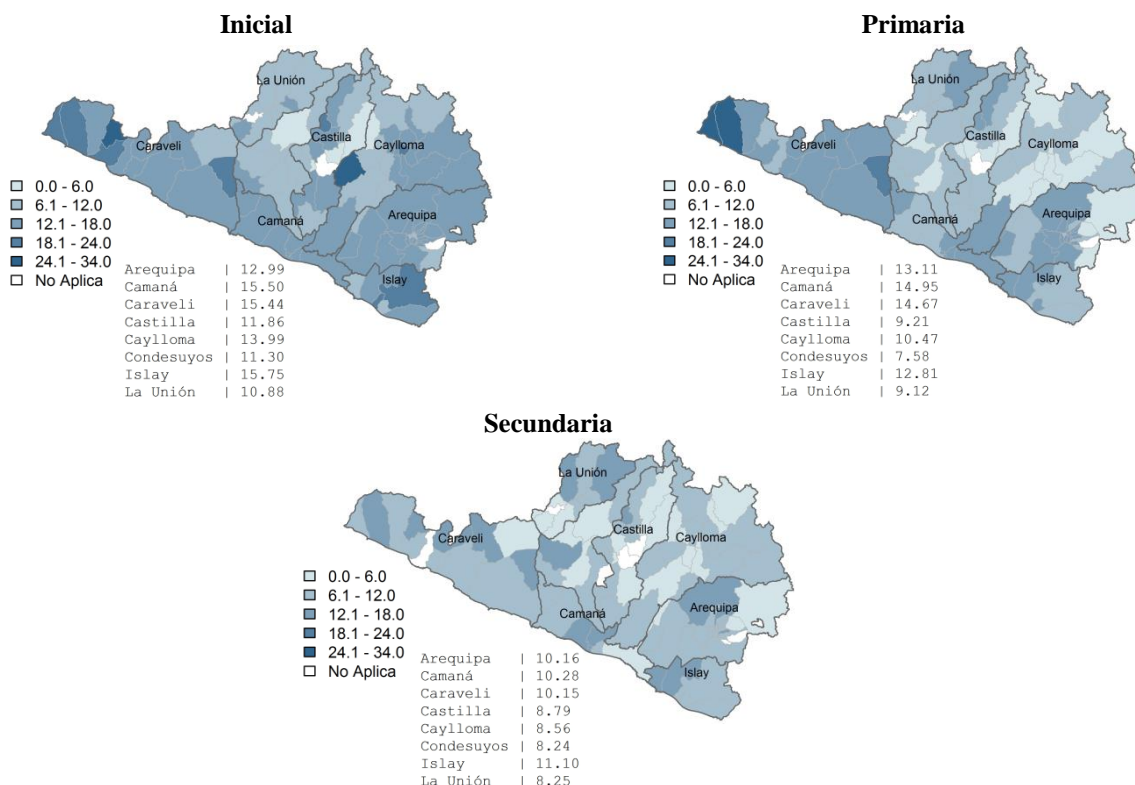 Inicial
La Unión
Castilla
Caraveli
Caylloma
Camaná
Arequipa
Islay
0.0 - 6.0
6.1 - 12.0
12.1 - 18.0
18.1 - 24.0
24.1 - 34.0
No Aplica
Arequipa | 12.99
Camaná | 15.50
Caraveli | 15.44
Castilla | 11.86
Caylloma | 13.99
Condesuyos | 11.30
Islay | 15.75
La Unión | 10.88
Primaria
La Unión
Castilla
Caraveli
Caylloma
Camaná
Arequipa
Islay
0.0 - 6.0
6.1 - 12.0
12.1 - 18.0
18.1 - 24.0
24.1 - 34.0
No Aplica
Arequipa | 13.11
Camaná | 14.95
Caraveli | 14.67
Castilla | 9.21
Caylloma | 10.47
Condesuyos | 7.58
Islay | 12.81
La Unión | 9.12
Secundaria
La Unión
Castilla
Caraveli
Caylloma
Camaná
Arequipa
Islay
0.0 - 6.0
6.1 - 12.0
12.1 - 18.0
18.1 - 24.0
24.1 - 34.0
No Aplica
Arequipa | 10.16
Camaná | 10.28
Caraveli | 10.15
Castilla | 8.79
Caylloma | 8.56
Condesuyos | 8.24
Islay | 11.10
La Unión | 8.25